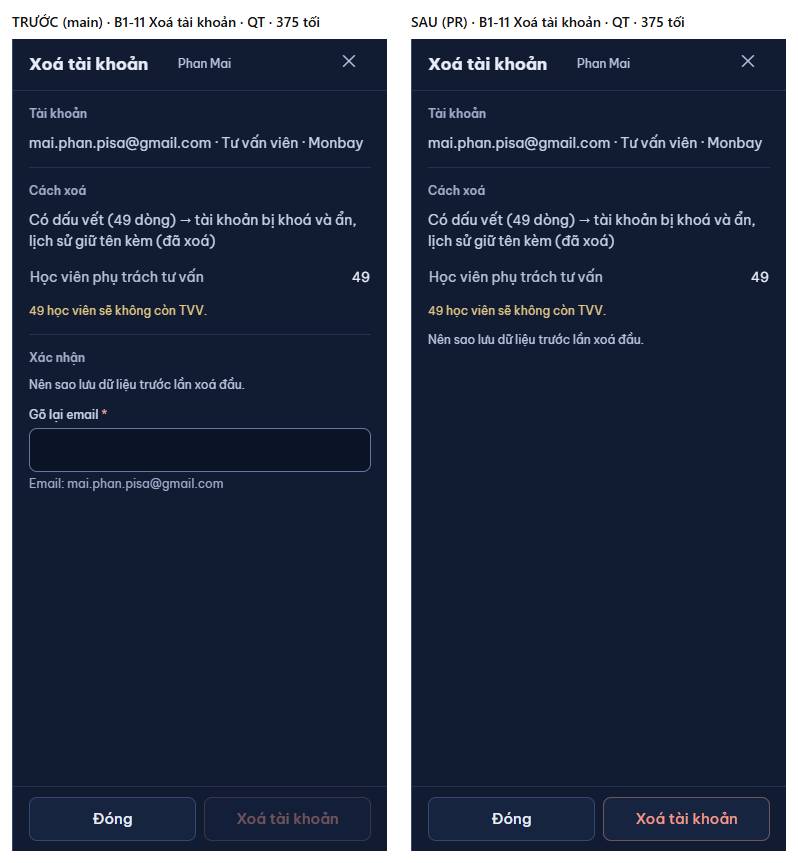 TRƯỚC (main) · B1-11 Xoá tài khoản · QT · 375 tối
Xoá tài khoản Phan Mai
Tài khoản
mai.phan.pisa@gmail.com · Tư vấn viên · Monbay
Cách xoá
Có dấu vết (49 dòng) → tài khoản bị khoá và ẩn,
lịch sử giữ tên kèm (đã xoá)
Học viên phụ trách tư vấn 49
49 học viên sẽ không còn TVV.
Xác nhận
Nên sao lưu dữ liệu trước lần xoá đầu.
Gõ lại email *
Email: mai.phan.pisa@gmail.com
Đóng Xoá tài khoản
SAU (PR) · B1-11 Xoá tài khoản · QT · 375 tối
Xoá tài khoản Phan Mai
Tài khoản
mai.phan.pisa@gmail.com · Tư vấn viên · Monbay
Cách xoá
Có dấu vết (49 dòng) → tài khoản bị khoá và ẩn,
lịch sử giữ tên kèm (đã xoá)
Học viên phụ trách tư vấn 49
49 học viên sẽ không còn TVV.
Nên sao lưu dữ liệu trước lần xoá đầu.
Đóng Xoá tài khoản